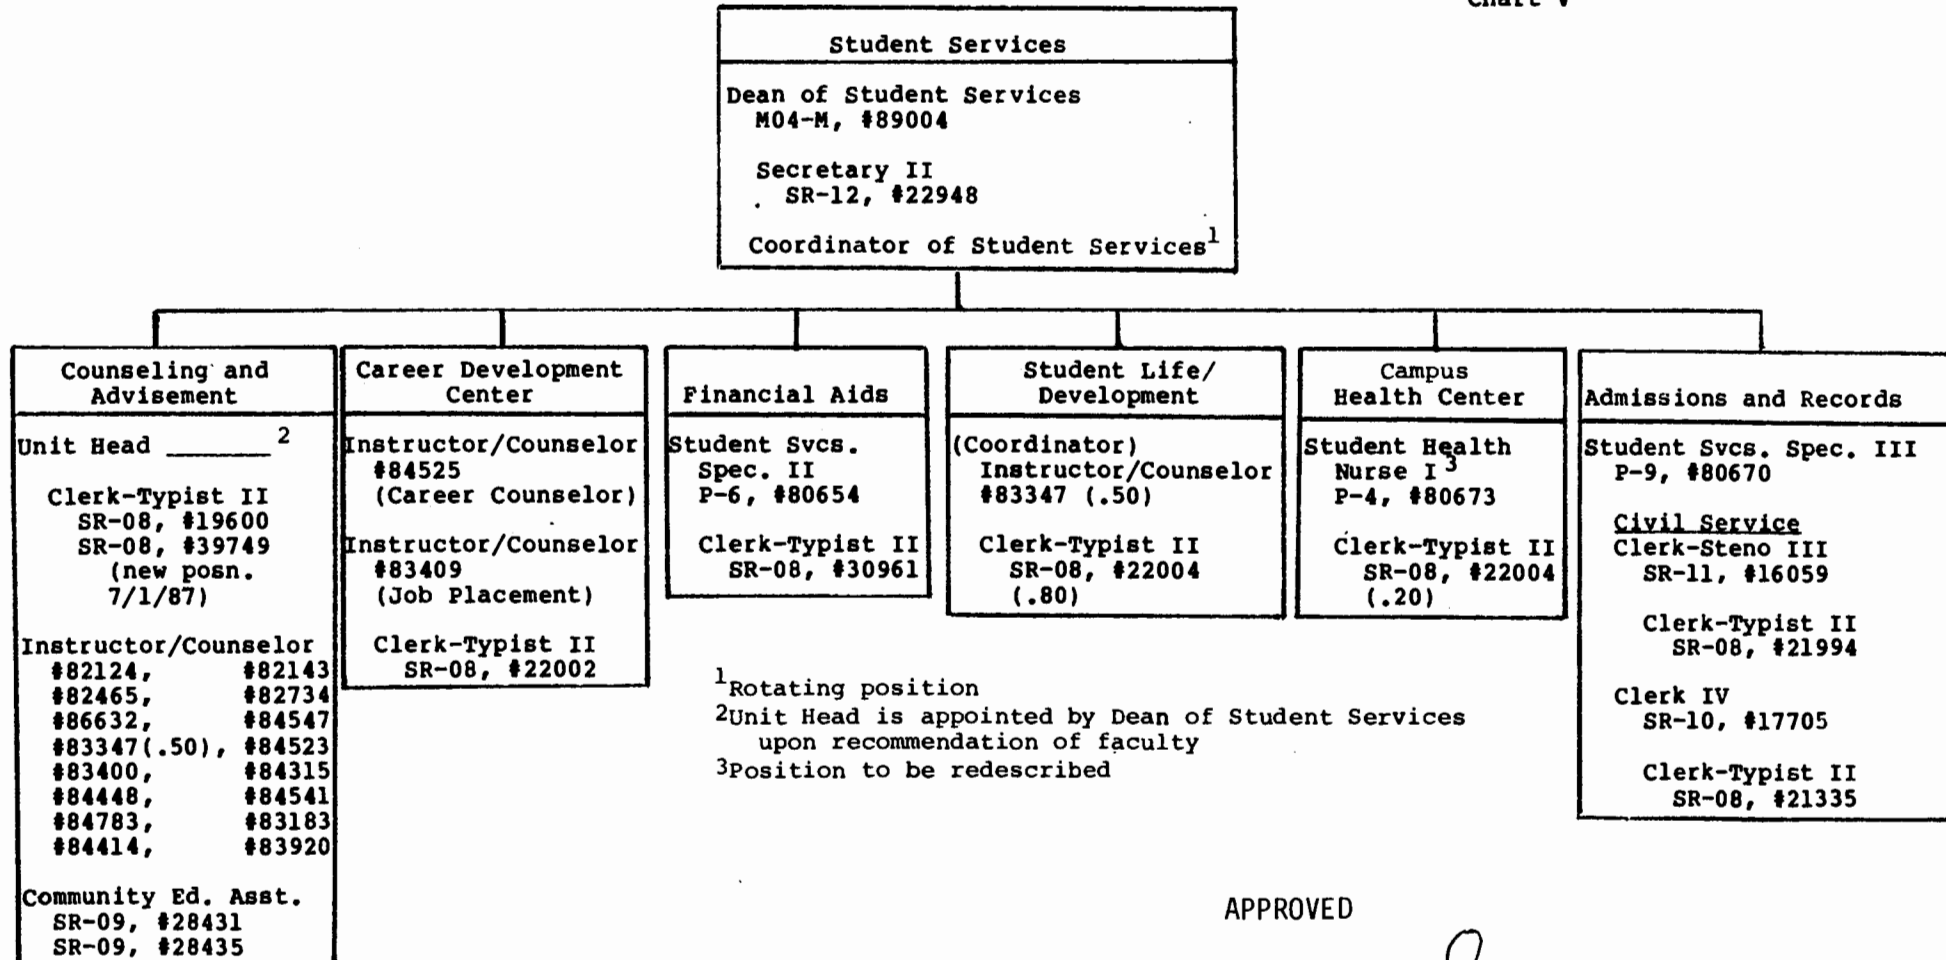 Chart V
Student Services
Dean of Student Services
M04-M, #89004
Secretary II
SR-12, #22948
Coordinator of Student Services1
Counseling and
Advisement
Unit Head _______ 2
Clerk-Typist II
SR-08, #19600
SR-08, #39749
(new posn.
7/1/87)
Instructor/Counselor
#82124, #82143
#82465, #82734
#86632, #84547
#83347(.50), #84523
#83400, #84315
#84448, #84541
#84783, #83183
#84414, #83920
Community Ed. Asst.
SR-09, #28431
SR-09, #28435
Career Development
Center
Instructor/Counselor
#84525
(Career Counselor)
Instructor/Counselor
#83409
(Job Placement)
Clerk-Typist II
SR-08, #22002
Financial Aids
Student Svcs.
Spec. II
P-6, #80654
Clerk-Typist II
SR-08, #30961
Student Life/
Development
(Coordinator)
Instructor/Counselor
#83347 (.50)
Clerk-Typist II
SR-08, #22004
(.80)
Campus
Health Center
Student Health
Nurse I3
P-4, #80673
Clerk-Typist II
SR-08, #22004
(.20)
Admissions and Records
Student Svcs. Spec. III
P-9, #80670
Civil Service
Clerk-Steno III
SR-11, #16059
Clerk-Typist II
SR-08, #21994
Clerk IV
SR-10, #17705
Clerk-Typist II
SR-08, #21335
1Rotating position
2Unit Head is appointed by Dean of Student Services
upon recommendation of faculty
3Position to be redescribed
APPROVED